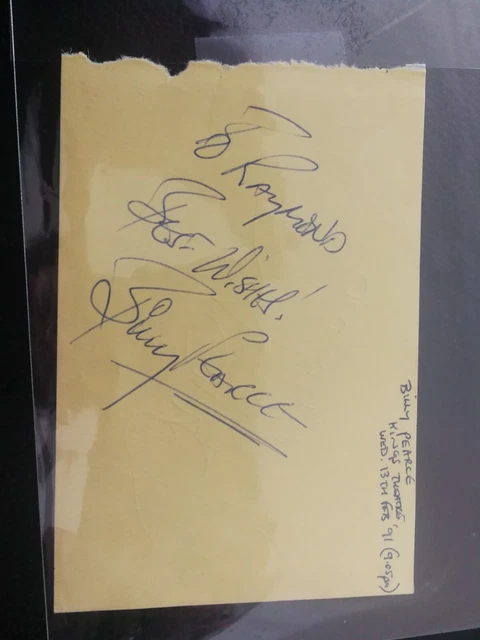 To Raymond
Best Wishes!
Billy Pearce
BILLY PEARCE
KINGS THEATRE,
WED. 13TH FEB '91 (9.05pm)